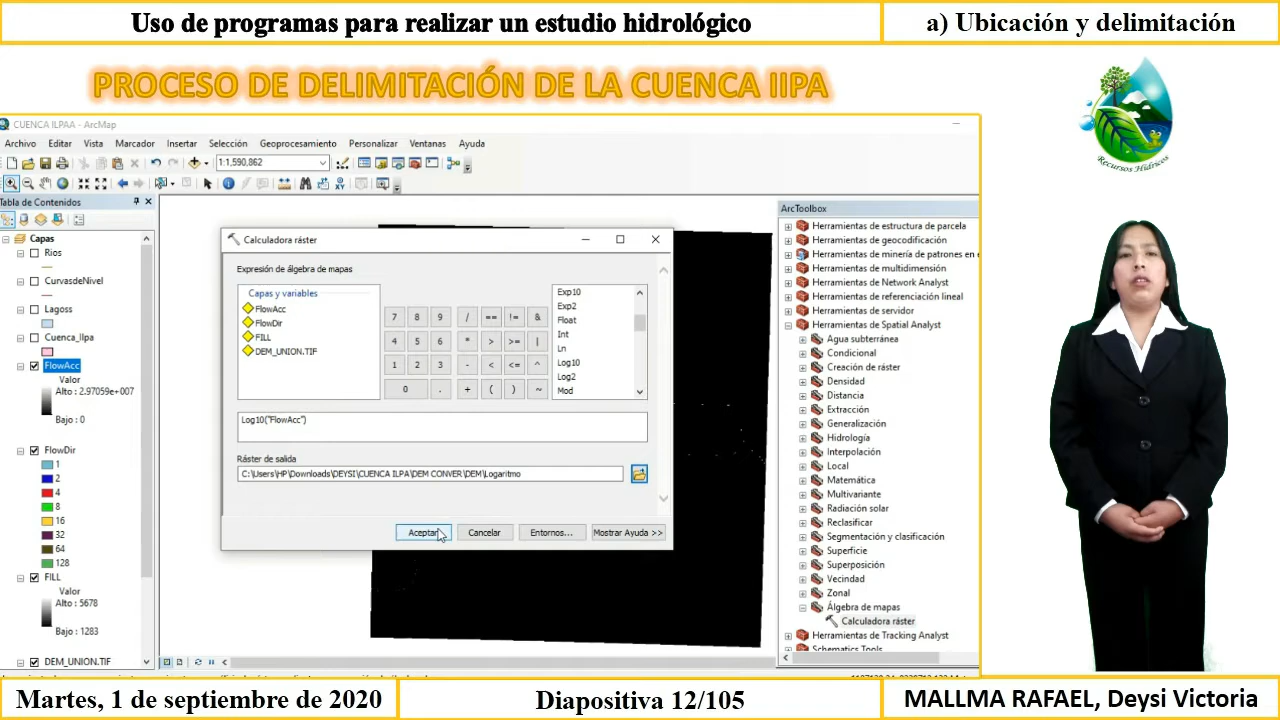 Uso de programas para realizar un estudio hidrológico
a) Ubicación y delimitación
PROCESO DE DELIMITACIÓN DE LA CUENCA IIPA
Recursos Hídricos
CUENCA ILPAA - ArcMap
Archivo Editar Vista Marcador Insertar Selección Geoprocesamiento Personalizar Ventanas Ayuda
1:1,590,862
Tabla de Contenidos
Capas
Rios
CurvasdeNivel
Lagoss
Cuenca_Ilpa
FlowAcc
Valor
Alto : 2.97059e+007
Bajo : 0
FlowDir
1
2
4
8
16
32
64
128
FILL
Valor
Alto : 5678
Bajo : 1283
DEM_UNION.TIF
Calculadora ráster
Expresión de álgebra de mapas
Capas y variables
FlowAcc
FlowDir
FILL
DEM_UNION.TIF
7 8 9 / == != &
4 5 6 * > >= |
1 2 3 - < <= ^
0 . + ( ) ~
Exp10
Exp2
Float
Int
Ln
Log10
Log2
Mod
Log10("FlowAcc")
Ráster de salida
C:\Users\HP\Downloads\DEYSI\CUENCA ILPA\DEM CONVER\DEM\Logaritmo
Aceptar Cancelar Entornos... Mostrar Ayuda >>
ArcToolbox
Herramientas de estructura de parcela
Herramientas de geocodificación
Herramientas de minería de patrones en e
Herramientas de multidimensión
Herramientas de Network Analyst
Herramientas de referenciación lineal
Herramientas de servidor
Herramientas de Spatial Analyst
Agua subterránea
Condicional
Creación de ráster
Densidad
Distancia
Extracción
Generalización
Hidrología
Interpolación
Local
Matemática
Multivariante
Radiación solar
Reclasificar
Segmentación y clasificación
Superficie
Superposición
Vecindad
Zonal
Álgebra de mapas
Calculadora ráster
Herramientas de Tracking Analyst
Schematics Tools
Martes, 1 de septiembre de 2020
Diapositiva 12/105
MALLMA RAFAEL, Deysi Victoria